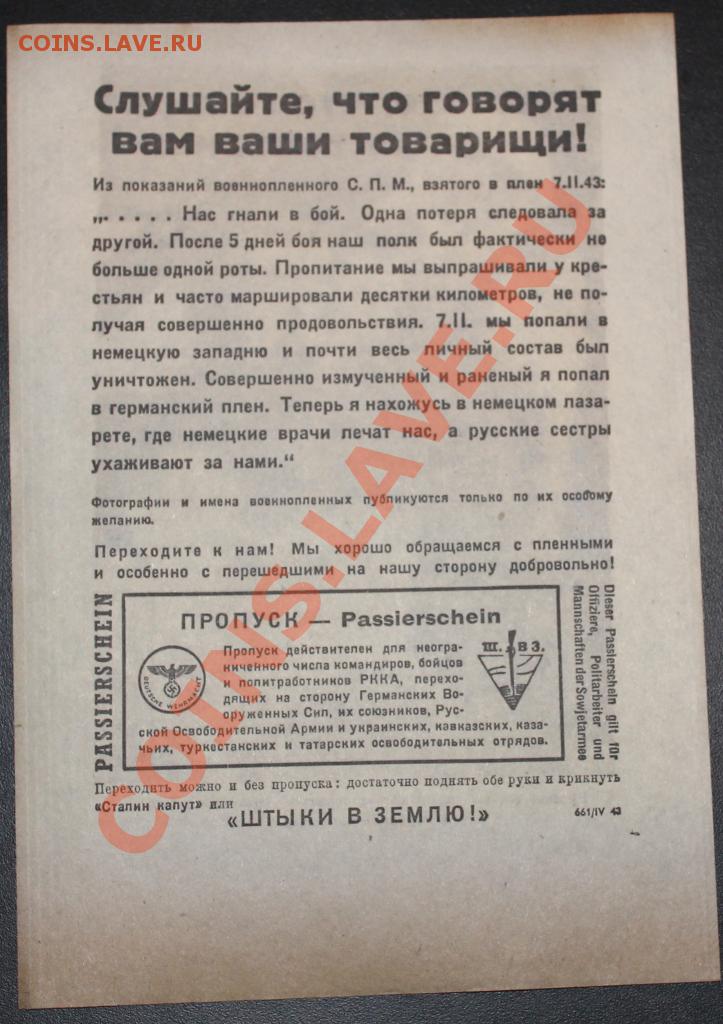 COINS.LAVE.RU
Слушайте, что говорят
вам ваши товарищи!
Из показаний военнопленного С. П. М., взятого в плен 7.II.43:
„. . . . . Нас гнали в бой. Одна потеря следовала за
другой. После 5 дней боя наш полк был фактически не
больше одной роты. Пропитание мы выпрашивали у кре-
стьян и часто маршировали десятки километров, не по-
лучая совершенно продовольствия. 7.II. мы попали в
немецкую западню и почти весь личный состав был
уничтожен. Совершенно измученный и раненый я попал
в германский плен. Теперь я нахожусь в немецком лаза-
рете, где немецкие врачи лечат нас, а русские сестры
ухаживают за нами.“
Фотографии и имена военнопленных публикуются только по их особому
желанию.
Переходите к нам! Мы хорошо обращаемся с пленными
и особенно с перешедшими на нашу сторону добровольно!
PASSIERSCHEIN
ПРОПУСК — Passierschein
Пропуск действителен для неогра-
ниченного числа командиров, бойцов
и политработников РККА, перехо-
дящих на сторону Германских Во-
оруженных Сил, их союзников, Рус-
ской Освободительной Армии и украинских, кавказских, каза-
чьих, туркестанских и татарских освободительных отрядов.
DEUTSCHE WEHRMACHT
Ш. В З.
Dieser Passierschein gilt für
Offiziere, Politarbeiter und
Mannschaften der Sowjetarmee
Переходить можно и без пропуска: достаточно поднять обе руки и крикнуть
«Сталин капут» или
«ШТЫКИ В ЗЕМЛЮ!»
661/IV 43
COINS.LAVE.RU